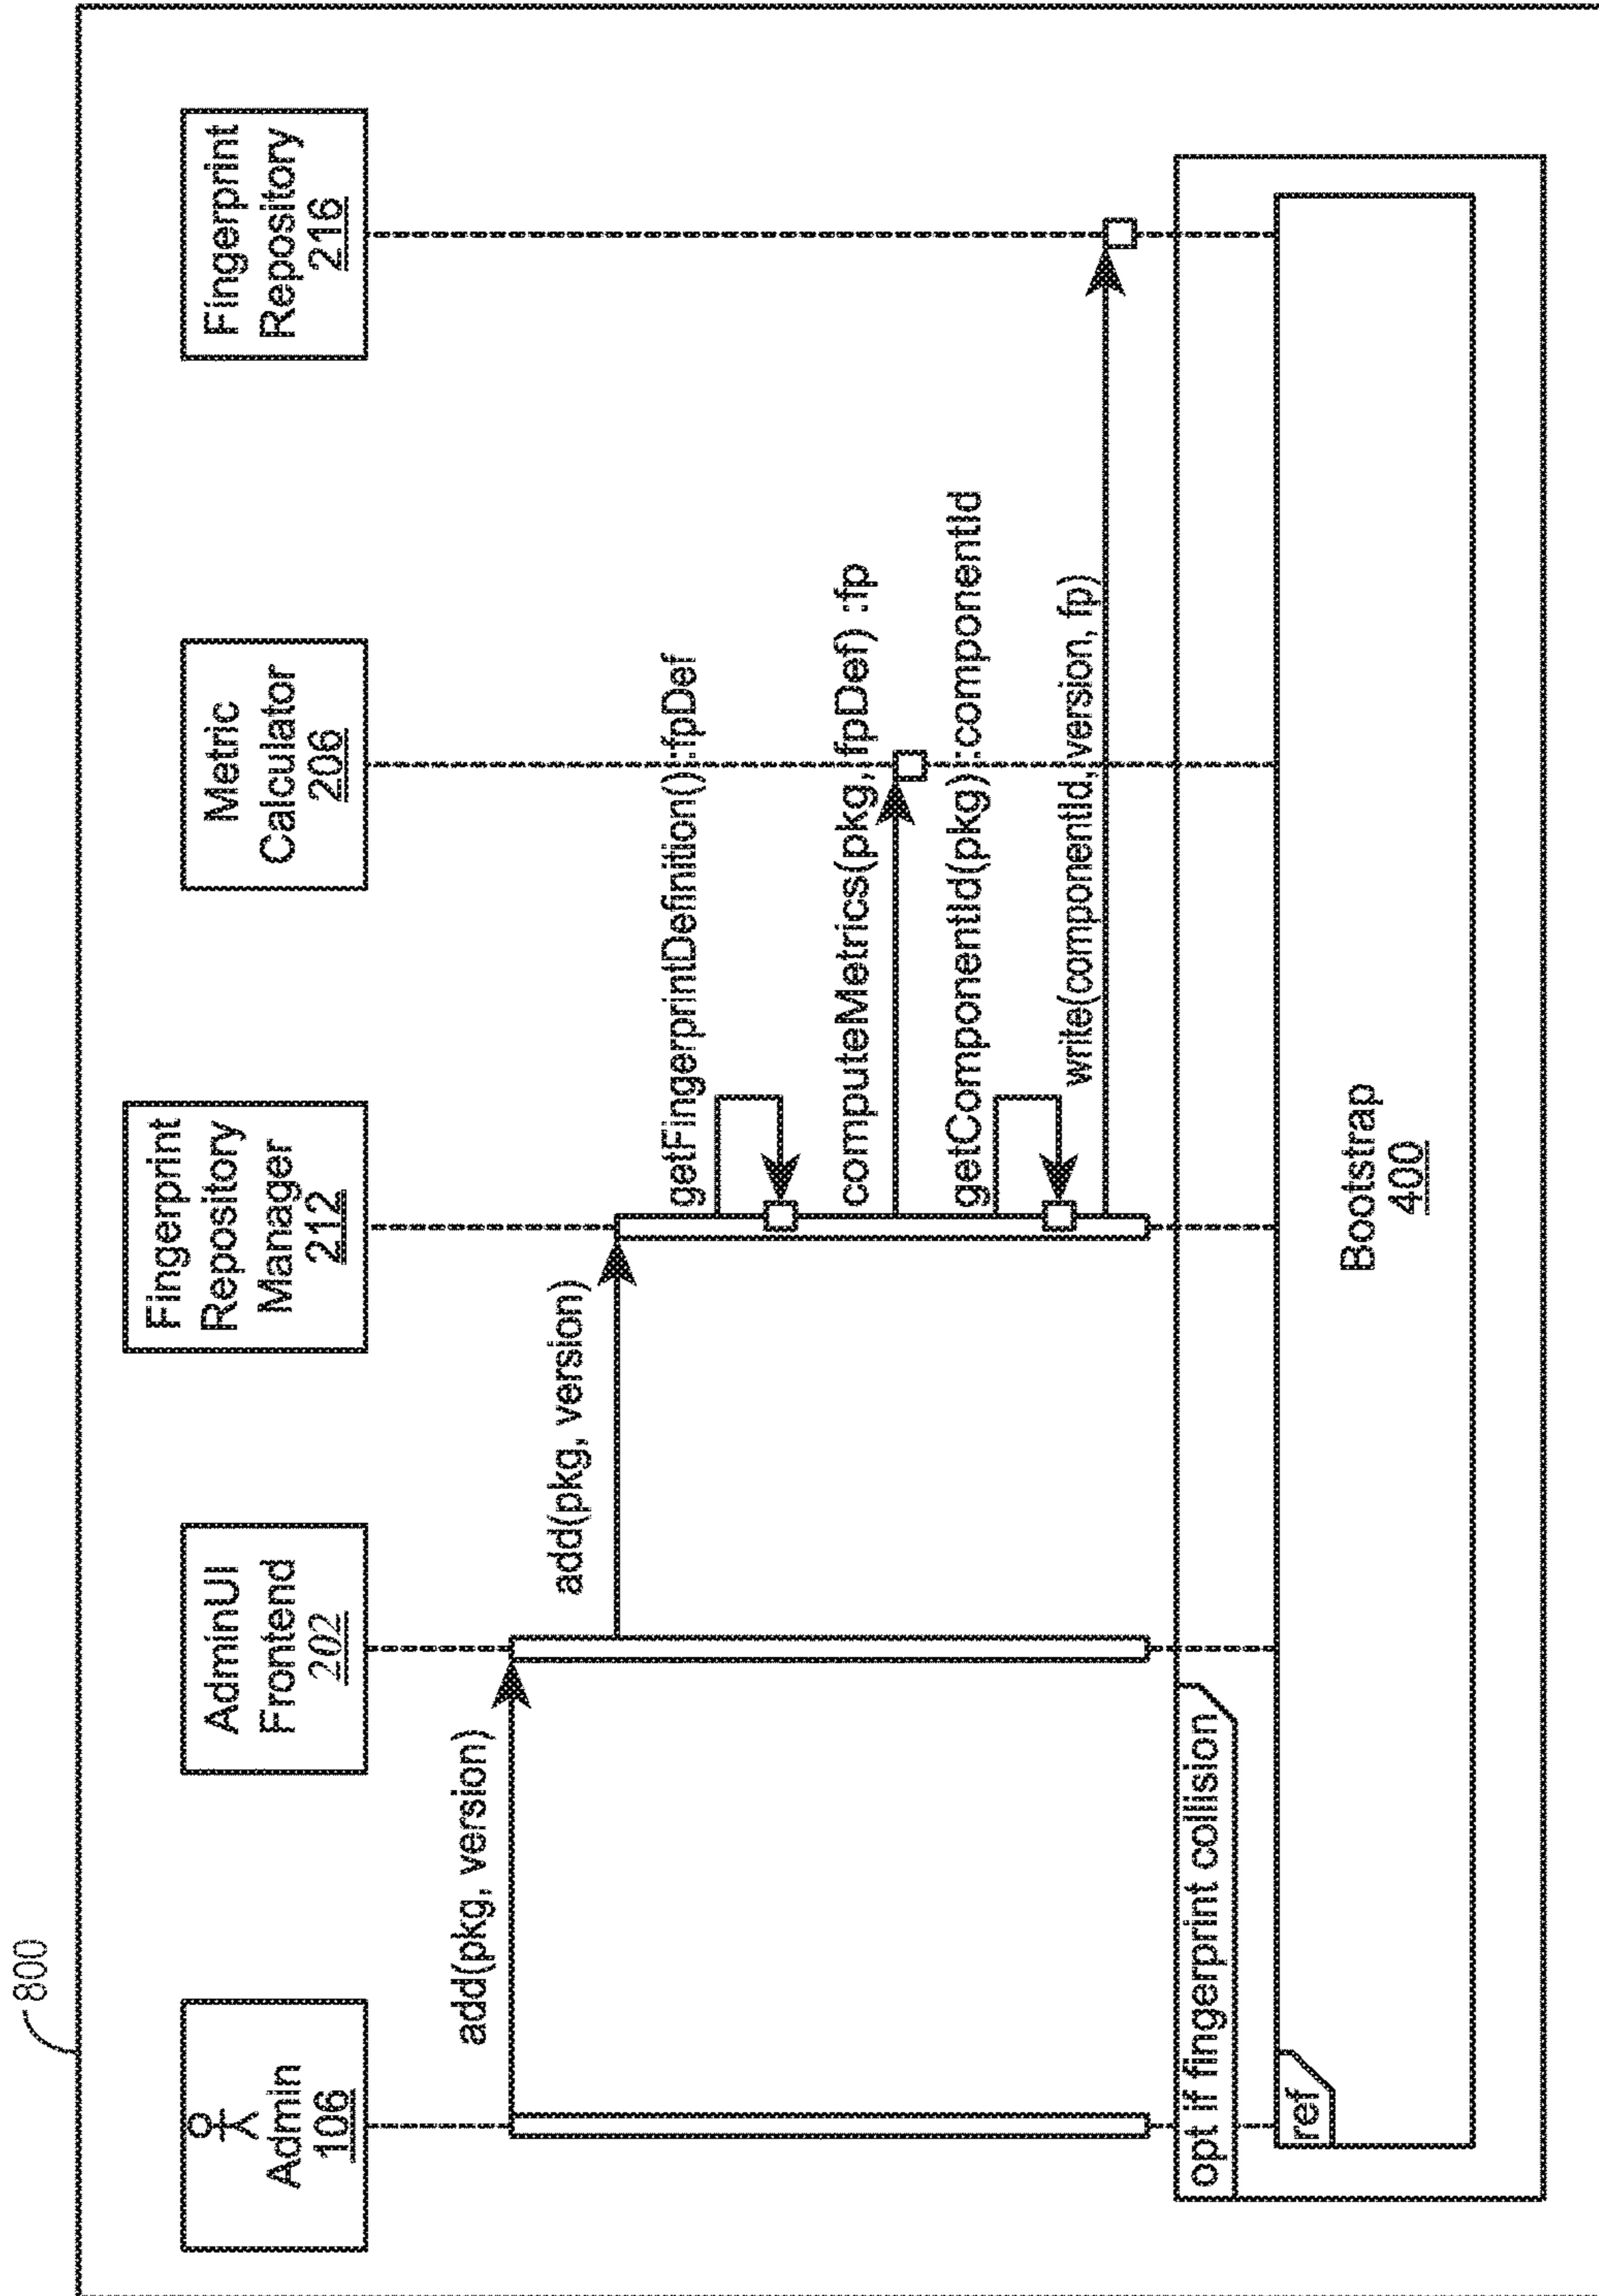 800
Admin
106
AdminUI
Frontend
202
Fingerprint
Repository
Manager
212
Metric
Calculator
206
Fingerprint
Repository
216
add(pkg, version)
add(pkg, version)
getFingerprintDefinition()::fpDef
computeMetrics(pkg, fpDef) :fp
getComponentId(pkg)::componentId
write(componentId,version, fp)
opt if fingerprint collision
ref
Bootstrap
400